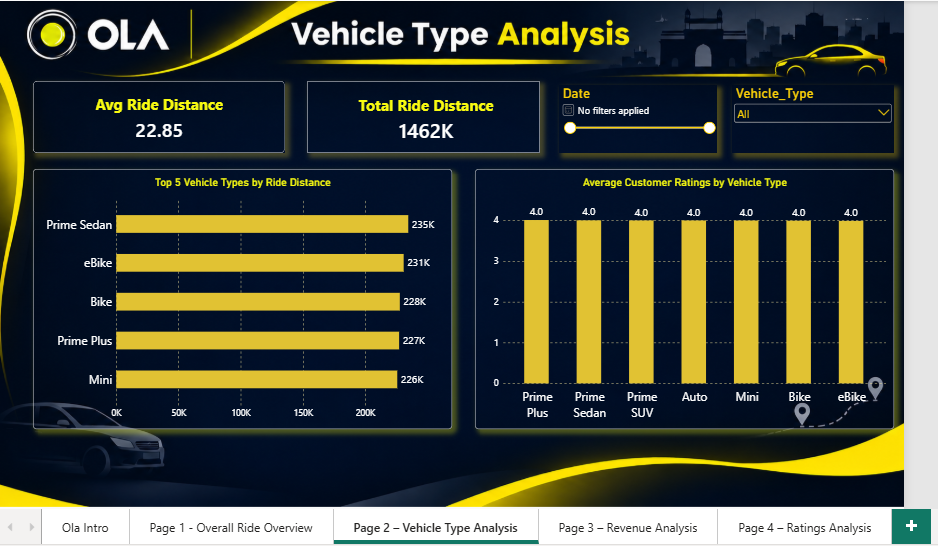 OLA
Vehicle Type Analysis
Avg Ride Distance
22.85
Total Ride Distance
1462K
Date
No filters applied
Vehicle_Type
All
Top 5 Vehicle Types by Ride Distance
Prime Sedan 235K
eBike 231K
Bike 228K
Prime Plus 227K
Mini 226K
0K 50K 100K 150K 200K
Average Customer Ratings by Vehicle Type
4.0 4.0 4.0 4.0 4.0 4.0 4.0
4
3
2
1
0
Prime Plus
Prime Sedan
Prime SUV
Auto
Mini
Bike
eBike
Ola Intro
Page 1 - Overall Ride Overview
Page 2 – Vehicle Type Analysis
Page 3 – Revenue Analysis
Page 4 – Ratings Analysis
+